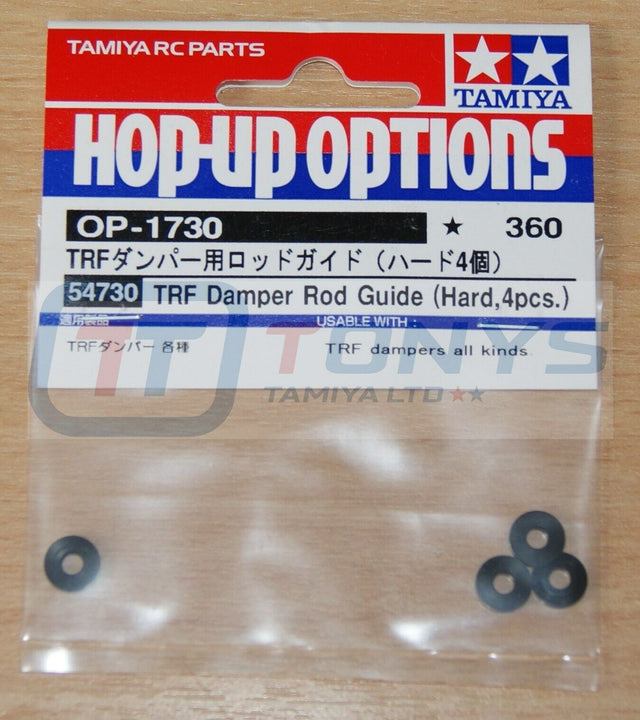 TAMIYA RC PARTS
TAMIYA
HOP-UP OPTIONS
OP-1730 ★ 360
TRFダンパー用ロッドガイド（ハード4個）
54730 TRF Damper Rod Guide (Hard,4pcs.)
適用製品 USABLE WITH :
TRFダンパー 各種 TRF dampers all kinds
TONYS
TAMIYA LTD ★★